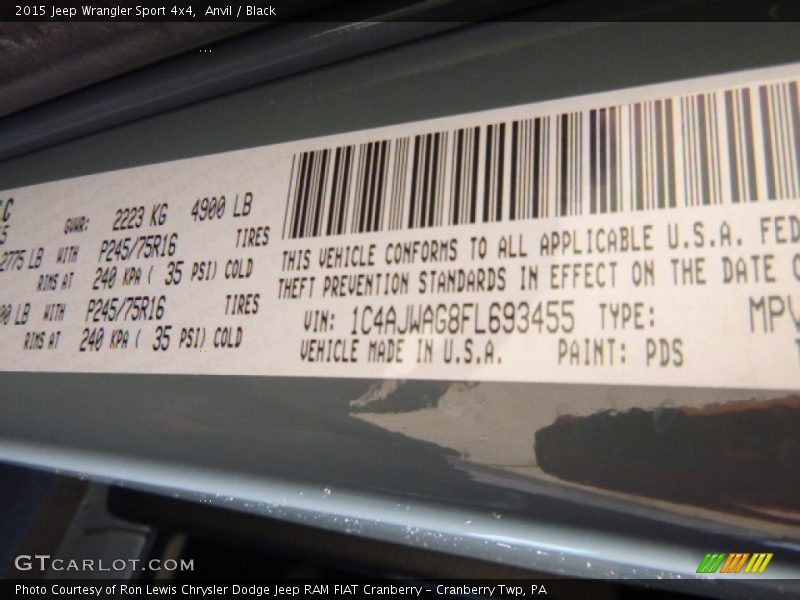 2015 Jeep Wrangler Sport 4x4,  Anvil / Black
GVWR: 2223 KG 4900 LB
2775 LB WITH P245/75R16 TIRES
RIMS AT 240 KPA ( 35 PSI) COLD
LB WITH P245/75R16 TIRES
RIMS AT 240 KPA ( 35 PSI) COLD
THIS VEHICLE CONFORMS TO ALL APPLICABLE U.S.A. FED
THEFT PREVENTION STANDARDS IN EFFECT ON THE DATE
VIN: 1C4AJWAG8FL693455 TYPE: MPV
VEHICLE MADE IN U.S.A. PAINT: PDS
GTCARLOT.COM
Photo Courtesy of Ron Lewis Chrysler Dodge Jeep RAM FIAT Cranberry – Cranberry Twp, PA